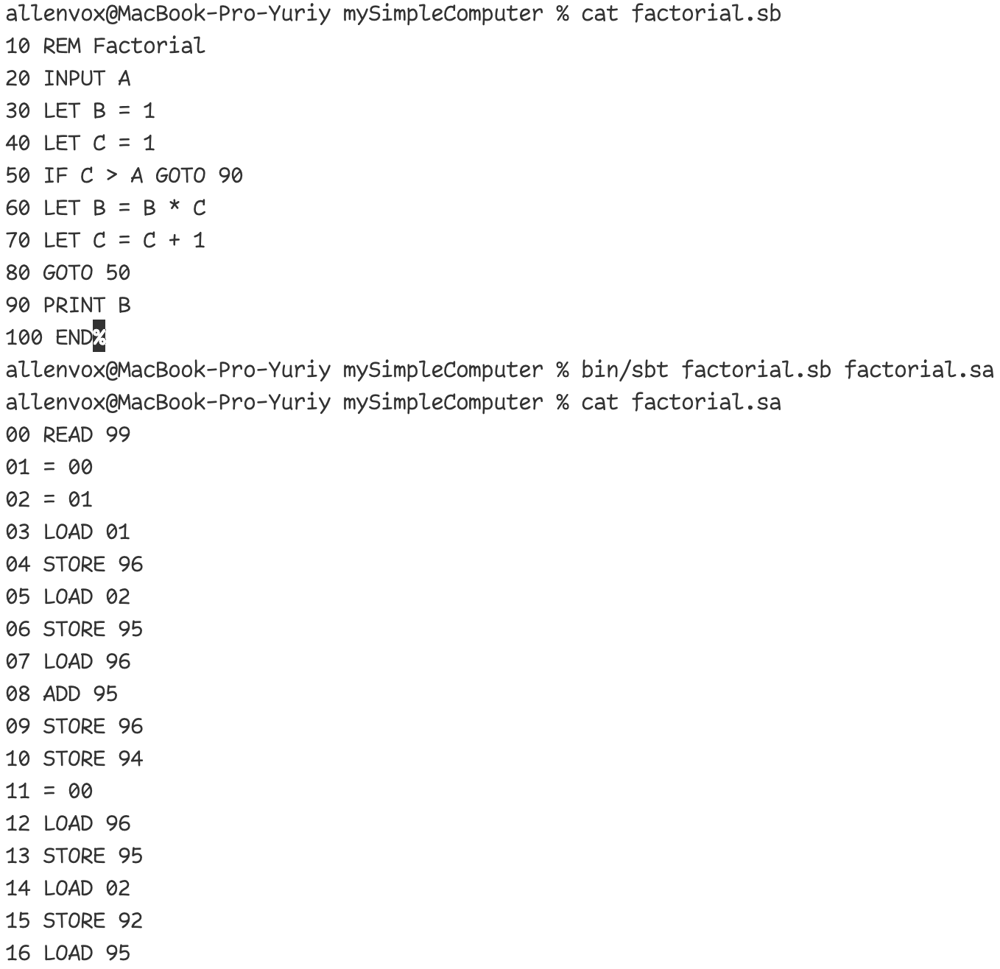 allenvox@MacBook-Pro-Yuriy mySimpleComputer % cat factorial.sb
10 REM Factorial
20 INPUT A
30 LET B = 1
40 LET C = 1
50 IF C > A GOTO 90
60 LET B = B * C
70 LET C = C + 1
80 GOTO 50
90 PRINT B
100 END%
allenvox@MacBook-Pro-Yuriy mySimpleComputer % bin/sbt factorial.sb factorial.sa
allenvox@MacBook-Pro-Yuriy mySimpleComputer % cat factorial.sa
00 READ 99
01 = 00
02 = 01
03 LOAD 01
04 STORE 96
05 LOAD 02
06 STORE 95
07 LOAD 96
08 ADD 95
09 STORE 96
10 STORE 94
11 = 00
12 LOAD 96
13 STORE 95
14 LOAD 02
15 STORE 92
16 LOAD 95